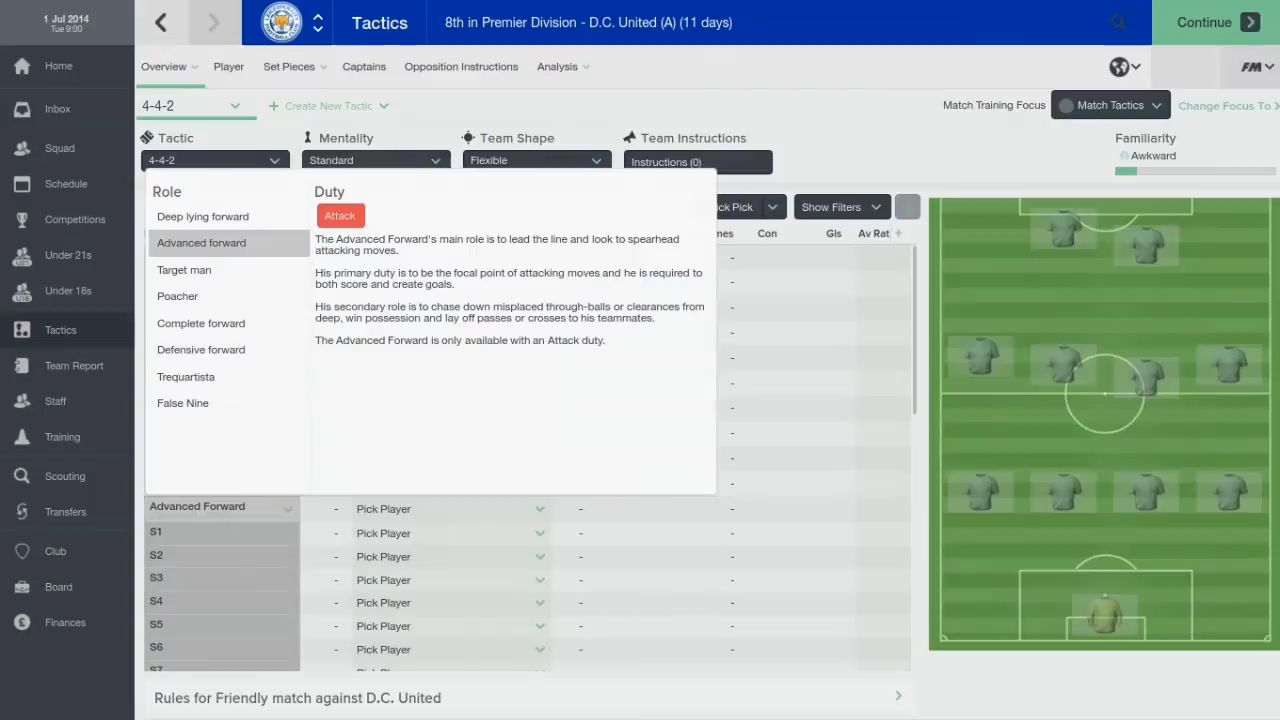 1 Jul 2014
Tue 9:00
Tactics
8th in Premier Division - D.C. United (A) (11 days)
Continue
Home
Inbox
Squad
Schedule
Competitions
Under 21s
Under 18s
Tactics
Team Report
Staff
Training
Scouting
Transfers
Club
Board
Finances
Overview
Player
Set Pieces
Captains
Opposition Instructions
Analysis
FM
4-4-2
Create New Tactic
Match Training Focus
Match Tactics
Change Focus To
Tactic
Mentality
Team Shape
Team Instructions
Familiarity
4-4-2
Standard
Flexible
Instructions (0)
Awkward
Role
Deep lying forward
Advanced forward
Target man
Poacher
Complete forward
Defensive forward
Trequartista
False Nine
Duty
Attack
The Advanced Forward's main role is to lead the line and look to spearhead
attacking moves.
His primary duty is to be the focal point of attacking moves and he is required to
both score and create goals.
His secondary role is to chase down misplaced through-balls or clearances from
deep, win possession and lay off passes or crosses to his teammates.
The Advanced Forward is only available with an Attack duty.
ck Pick
Show Filters
mes Con Gls Av Rat
Advanced Forward - Pick Player - -
S1 - Pick Player - -
S2 - Pick Player - -
S3 - Pick Player - -
S4 - Pick Player - -
S5 - Pick Player - -
S6 - Pick Player - -
S7
Rules for Friendly match against D.C. United